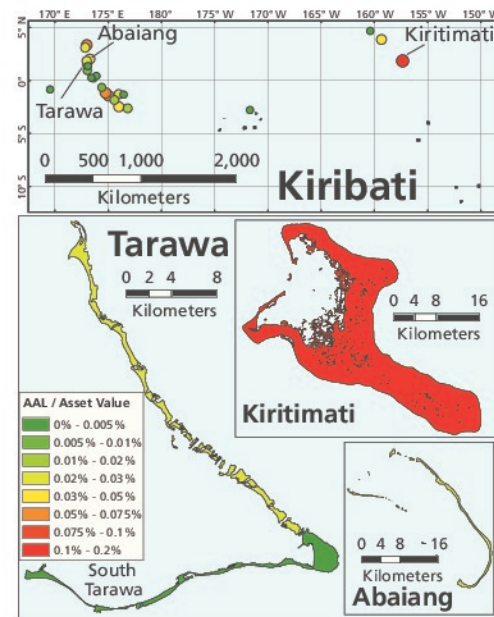 170° E 175° E 180° 175° W 170° W 165° W 160° W 155° W 150° W
5° N
0°
5° S
10° S
Abaiang
Tarawa
Kiritimati
0 500 1,000 2,000
Kilometers
Kiribati
Tarawa
0 2 4 8
Kilometers
0 4 8 16
Kilometers
Kiritimati
AAL / Asset Value
0% - 0.005%
0.005% - 0.01%
0.01% - 0.02%
0.02% - 0.03%
0.03% - 0.05%
0.05% - 0.075%
0.075% - 0.1%
0.1% - 0.2%
South
Tarawa
0 4 8 16
Kilometers
Abaiang